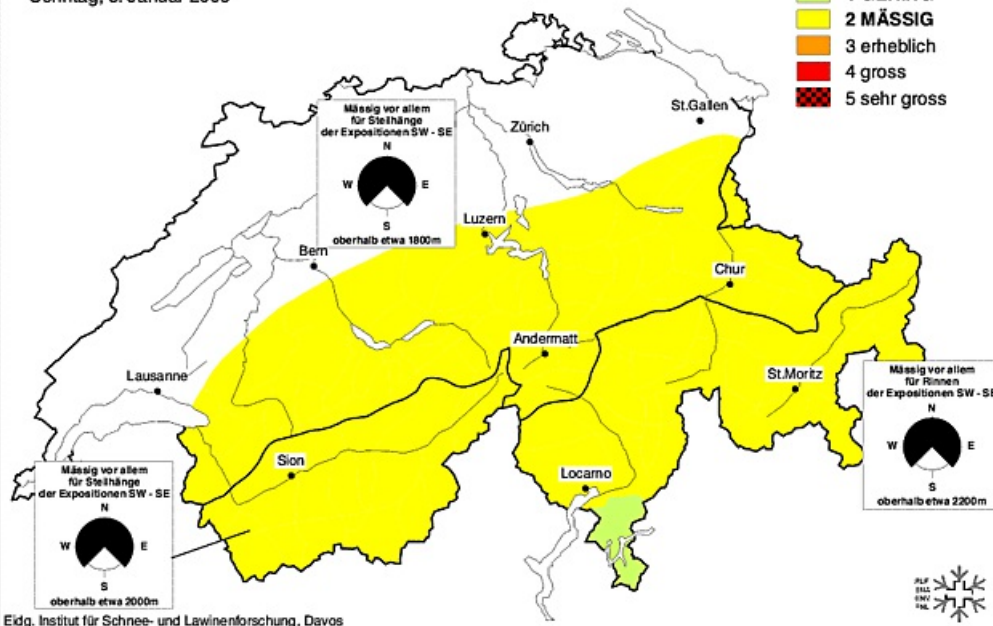 2 MÄSSIG
3 erheblich
4 gross
5 sehr gross
Mässig vor allem
für Steilhänge
der Expositionen SW - SE
N
W E
S
oberhalb etwa 1800m
St.Gallen
Zürich
Luzern
Bern
Chur
Andermatt
Lausanne
St.Moritz
Mässig vor allem
für Rinnen
der Expositionen SW - SE
N
W E
S
oberhalb etwa 2200m
Sion
Locarno
Mässig vor allem
für Steilhänge
der Expositionen SW - SE
N
W E
S
oberhalb etwa 2000m
Eidg. Institut für Schnee- und Lawinenforschung, Davos